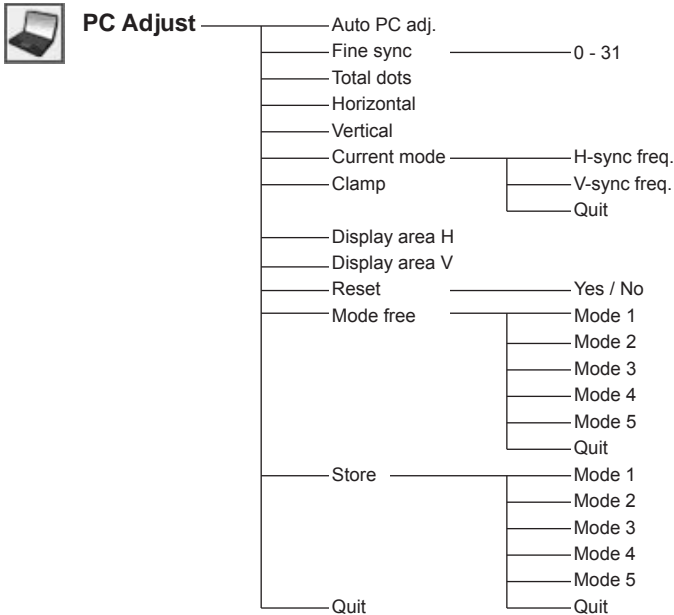 PC Adjust
Auto PC adj.
Fine sync 0 - 31
Total dots
Horizontal
Vertical
Current mode H-sync freq.
Clamp V-sync freq.
Quit
Display area H
Display area V
Reset Yes / No
Mode free Mode 1
Mode 2
Mode 3
Mode 4
Mode 5
Quit
Store Mode 1
Mode 2
Mode 3
Mode 4
Mode 5
Quit Quit